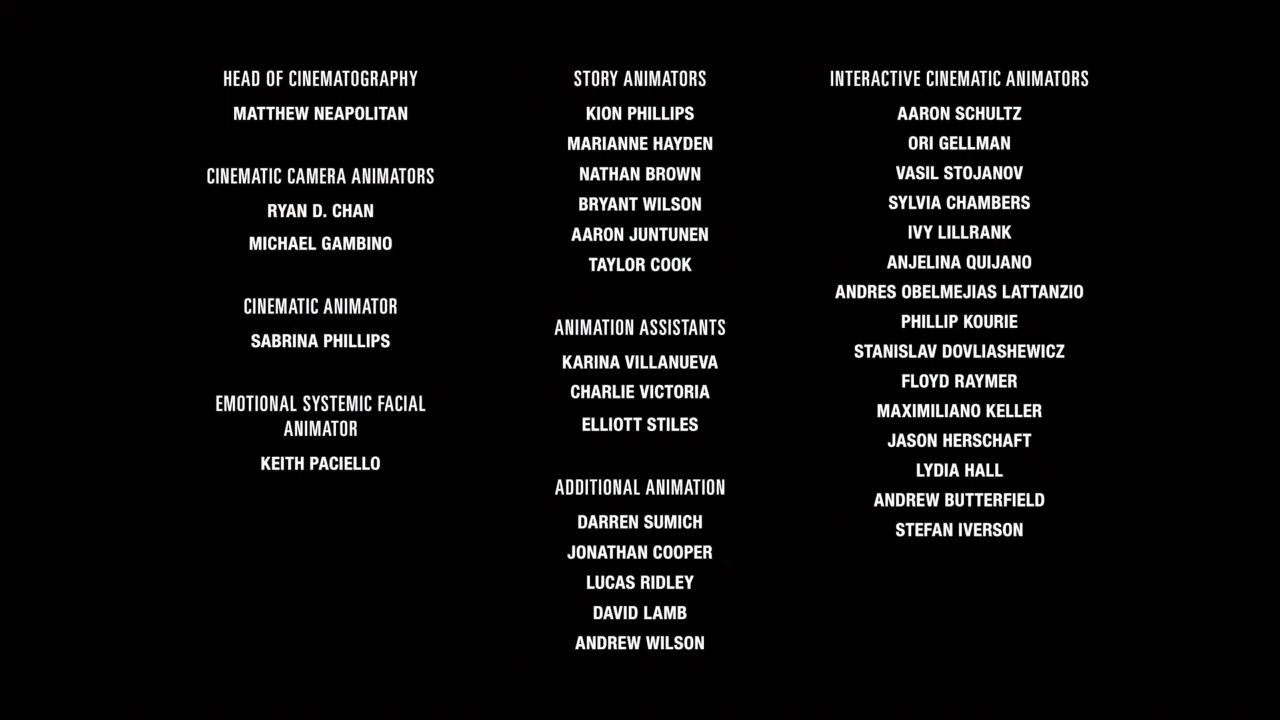 HEAD OF CINEMATOGRAPHY
MATTHEW NEAPOLITAN
CINEMATIC CAMERA ANIMATORS
RYAN D. CHAN
MICHAEL GAMBINO
CINEMATIC ANIMATOR
SABRINA PHILLIPS
EMOTIONAL SYSTEMIC FACIAL
ANIMATOR
KEITH PACIELLO
STORY ANIMATORS
KION PHILLIPS
MARIANNE HAYDEN
NATHAN BROWN
BRYANT WILSON
AARON JUNTUNEN
TAYLOR COOK
ANIMATION ASSISTANTS
KARINA VILLANUEVA
CHARLIE VICTORIA
ELLIOTT STILES
ADDITIONAL ANIMATION
DARREN SUMICH
JONATHAN COOPER
LUCAS RIDLEY
DAVID LAMB
ANDREW WILSON
INTERACTIVE CINEMATIC ANIMATORS
AARON SCHULTZ
ORI GELLMAN
VASIL STOJANOV
SYLVIA CHAMBERS
IVY LILLRANK
ANJELINA QUIJANO
ANDRES OBELMEJIAS LATTANZIO
PHILLIP KOURIE
STANISLAV DOVLIASHEWICZ
FLOYD RAYMER
MAXIMILIANO KELLER
JASON HERSCHAFT
LYDIA HALL
ANDREW BUTTERFIELD
STEFAN IVERSON